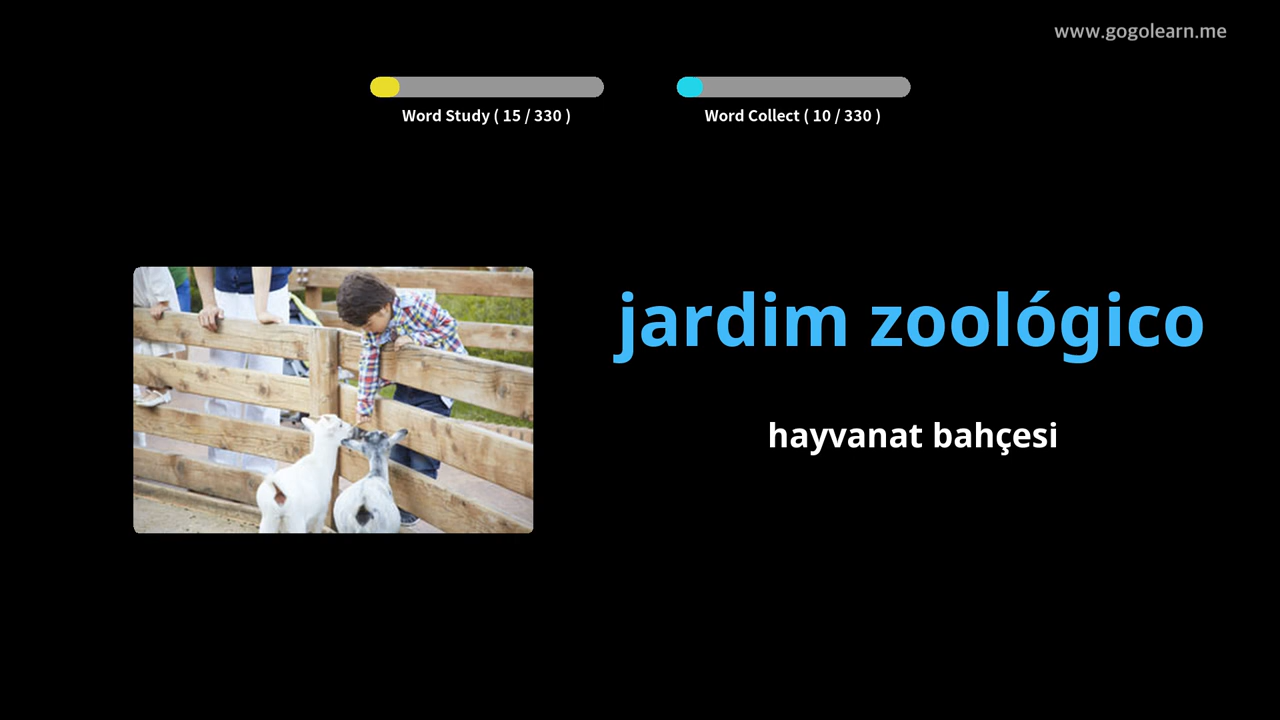 www.gogolearn.me
Word Study ( 15 / 330 )
Word Collect ( 10 / 330 )
jardim zoológico
hayvanat bahçesi